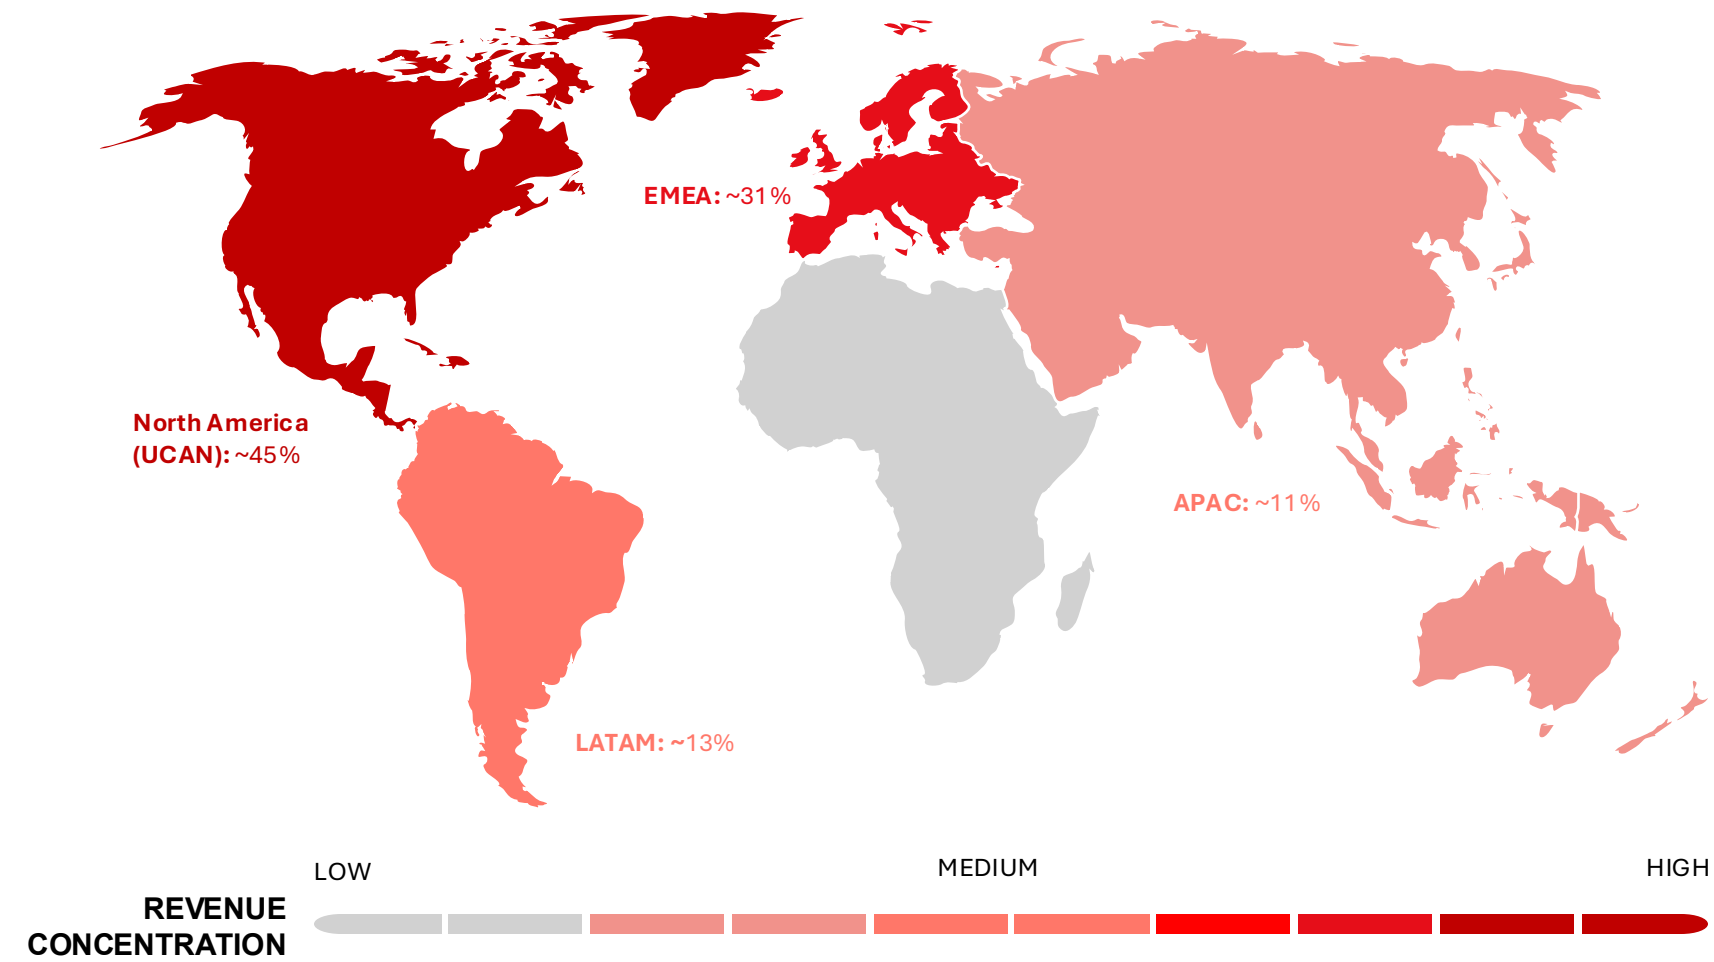 EMEA: ~31%
North America
(UCAN): ~45%
APAC: ~11%
LATAM: ~13%
LOW
MEDIUM
HIGH
REVENUE
CONCENTRATION